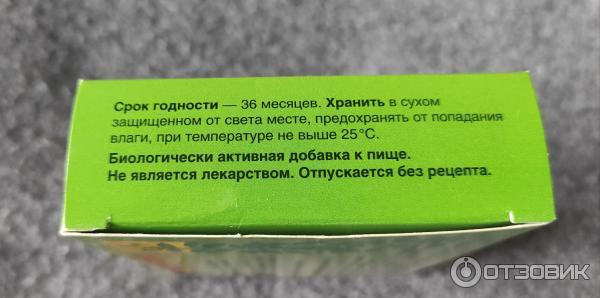 Срок годности — 36 месяцев. Хранить в сухом
защищенном от света месте, предохранять от попадания
влаги, при температуре не выше 25°C.
Биологически активная добавка к пище.
Не является лекарством. Отпускается без рецепта.
ОТЗОВИК